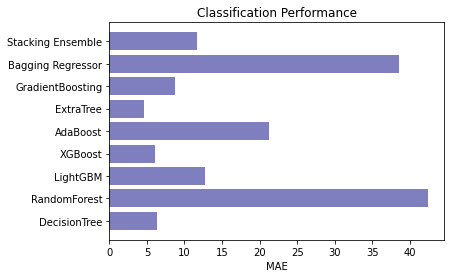 Classification Performance
Stacking Ensemble
Bagging Regressor
GradientBoosting
ExtraTree
AdaBoost
XGBoost
LightGBM
RandomForest
DecisionTree
0 5 10 15 20 25 30 35 40
MAE